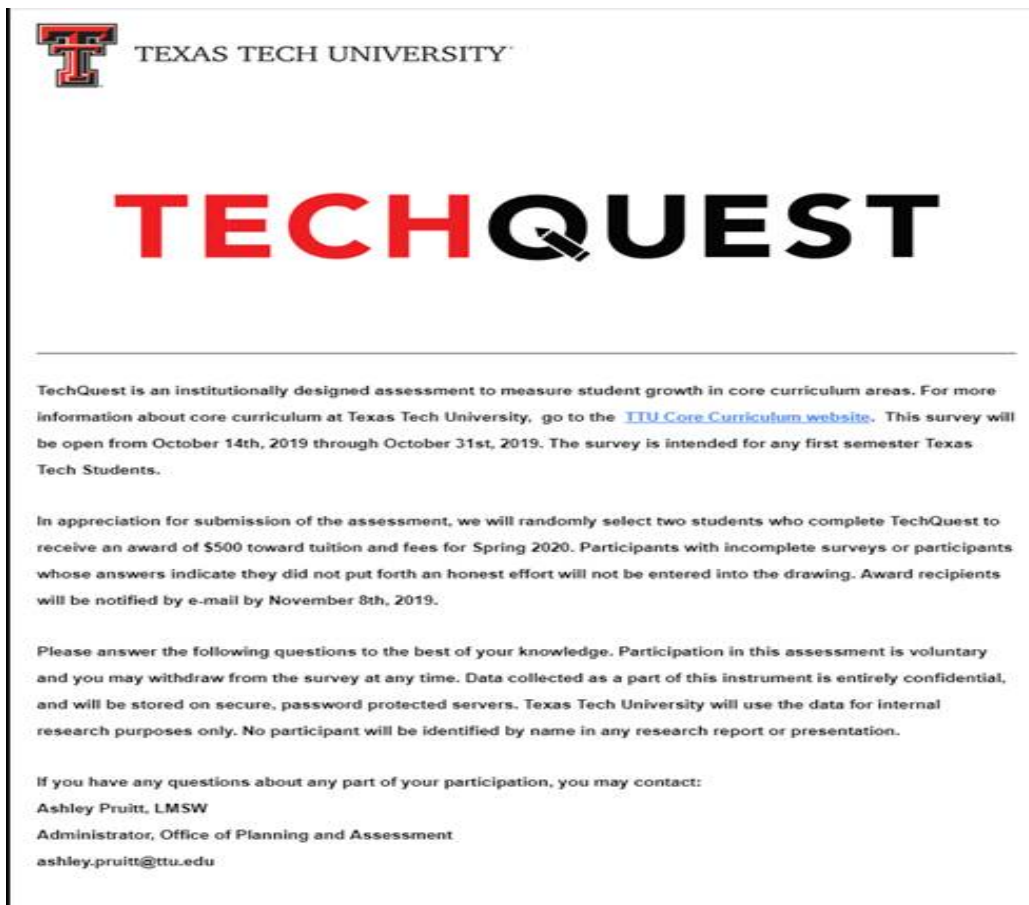 TEXAS TECH UNIVERSITY
TECHQUEST
TechQuest is an institutionally designed assessment to measure student growth in core curriculum areas. For more
information about core curriculum at Texas Tech University, go to the TTU Core Curriculum website. This survey will
be open from October 14th, 2019 through October 31st, 2019. The survey is intended for any first semester Texas
Tech Students.
In appreciation for submission of the assessment, we will randomly select two students who complete TechQuest to
receive an award of $500 toward tuition and fees for Spring 2020. Participants with incomplete surveys or participants
whose answers indicate they did not put forth an honest effort will not be entered into the drawing. Award recipients
will be notified by e-mail by November 8th, 2019.
Please answer the following questions to the best of your knowledge. Participation in this assessment is voluntary
and you may withdraw from the survey at any time. Data collected as a part of this instrument is entirely confidential,
and will be stored on secure, password protected servers. Texas Tech University will use the data for internal
research purposes only. No participant will be identified by name in any research report or presentation.
If you have any questions about any part of your participation, you may contact:
Ashley Pruitt, LMSW
Administrator, Office of Planning and Assessment
ashley.pruitt@ttu.edu